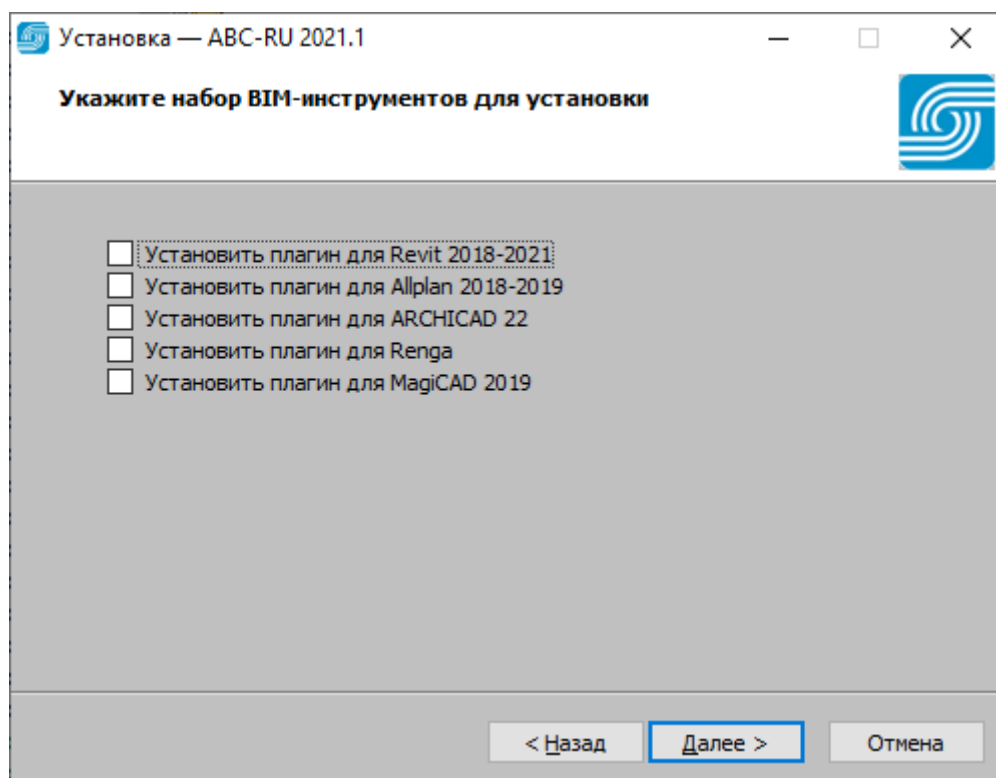 Установка — ABC-RU 2021.1
Укажите набор BIM-инструментов для установки
Установить плагин для Revit 2018-2021
Установить плагин для Allplan 2018-2019
Установить плагин для ARCHICAD 22
Установить плагин для Renga
Установить плагин для MagiCAD 2019
< Назад
Далее >
Отмена